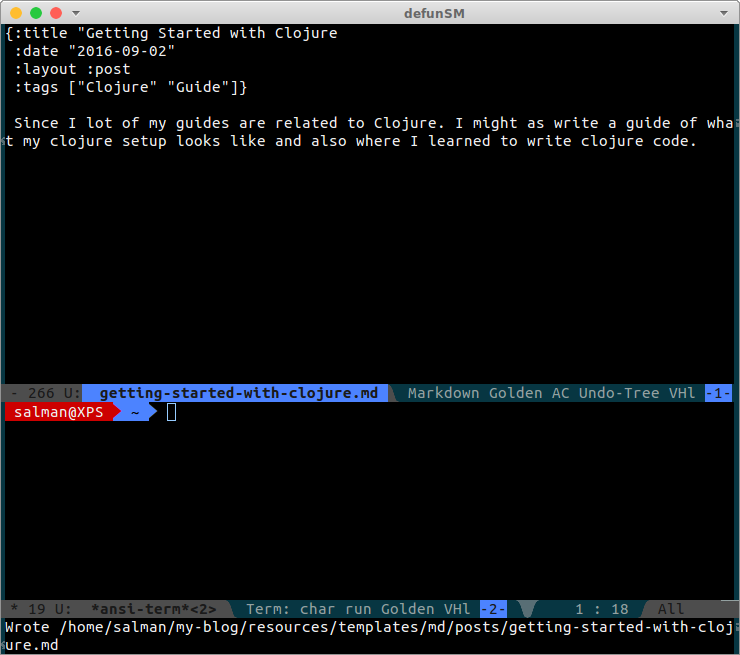 defunSM
{:title "Getting Started with Clojure
:date "2016-09-02"
:layout :post
:tags ["Clojure" "Guide"]}
Since I lot of my guides are related to Clojure. I might as write a guide of wha
t my clojure setup looks like and also where I learned to write clojure code.
- 266 U: getting-started-with-clojure.md Markdown Golden AC Undo-Tree VHl -1-
salman@XPS ~
* 19 U: *ansi-term*<2> Term: char run Golden VHl -2- 1 : 18 All
Wrote /home/salman/my-blog/resources/templates/md/posts/getting-started-with-cloj
ure.md